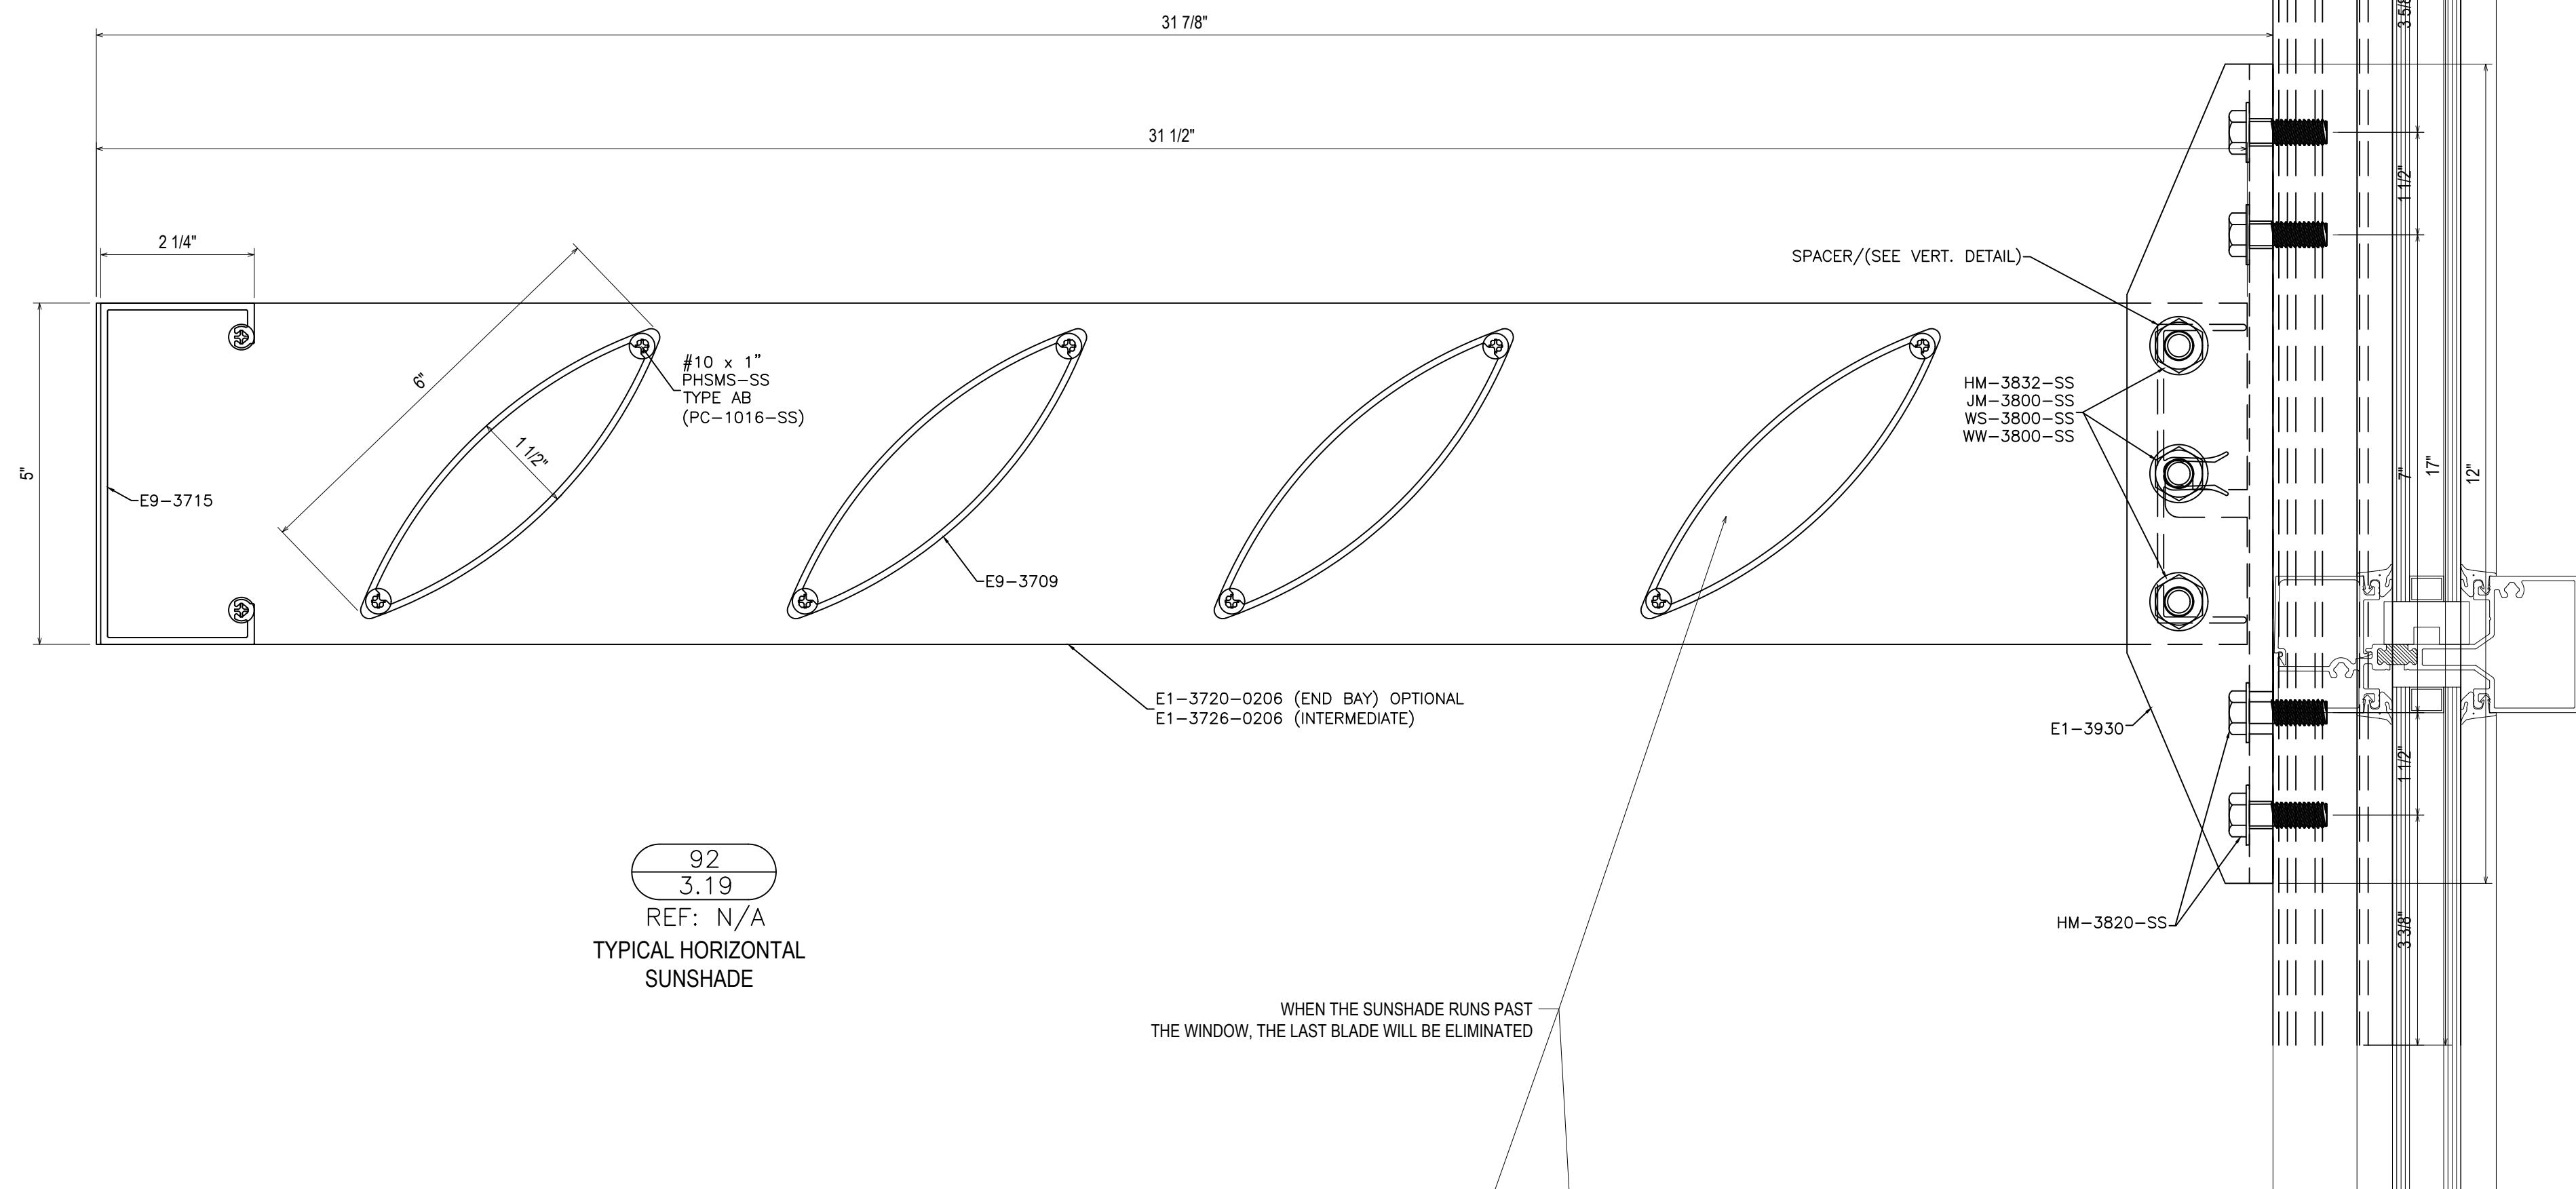 31 7/8"
3 5/8
31 1/2"
1/2"
2 1/4"
SPACER/(SEE VERT. DETAIL)
#10 x 1"
PHSMS-SS
TYPE AB
(PC-1016-SS)
6"
1 1/2"
HM-3832-SS
JM-3800-SS
WS-3800-SS
WW-3800-SS
5"
7"
17"
12"
E9-3715
E9-3709
E1-3720-0206 (END BAY) OPTIONAL
E1-3726-0206 (INTERMEDIATE)
E1-3930
1 1/2"
92
3.19
REF: N/A
TYPICAL HORIZONTAL
SUNSHADE
HM-3820-SS
3 3/8"
WHEN THE SUNSHADE RUNS PAST
THE WINDOW, THE LAST BLADE WILL BE ELIMINATED